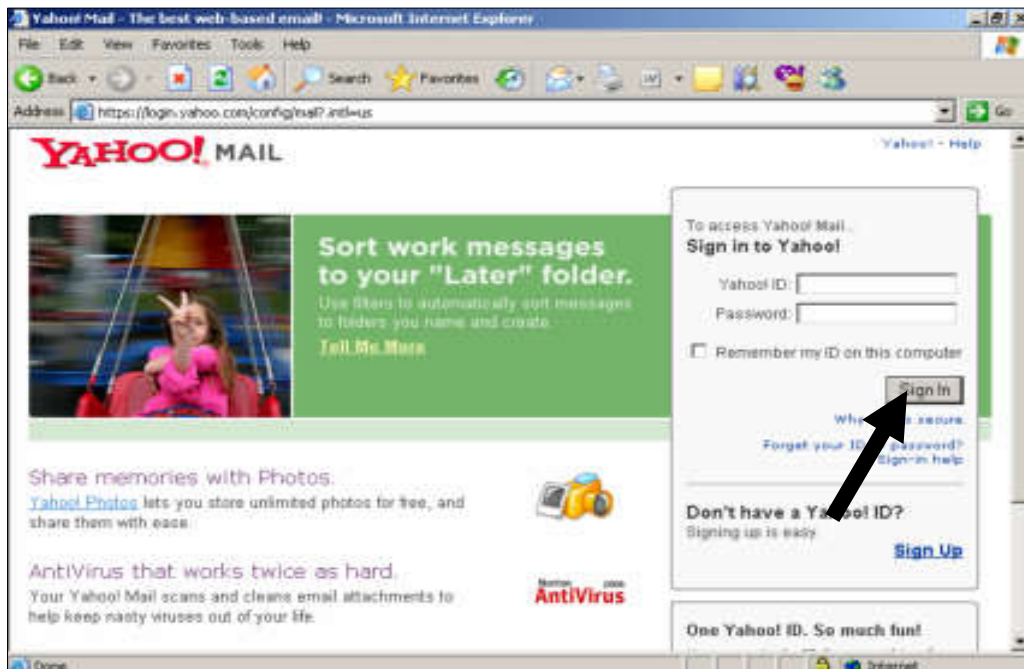 Yahoo! Mail - The best web-based email! - Microsoft Internet Explorer
File Edit View Favorites Tools Help
Back Search Favorites
Address https://login.yahoo.com/config/mail?.intl=us Go
YAHOO! MAIL
Yahoo! - Help
Sort work messages
to your "Later" folder.
Use filters to automatically sort messages
to folders you name and create.
Tell Me More
To access Yahoo! Mail...
Sign in to Yahoo!
Yahoo! ID:
Password:
Remember my ID on this computer
Sign In
secure
Forget your ID password?
Sign-in help
Don't have a Yahoo! ID?
Signing up is easy.
Sign Up
Share memories with Photos.
Yahoo! Photos lets you store unlimited photos for free, and
share them with ease.
AntiVirus that works twice as hard.
Your Yahoo! Mail scans and cleans email attachments to
help keep nasty viruses out of your life.
Norton
AntiVirus
One Yahoo! ID. So much fun!
Done Internet